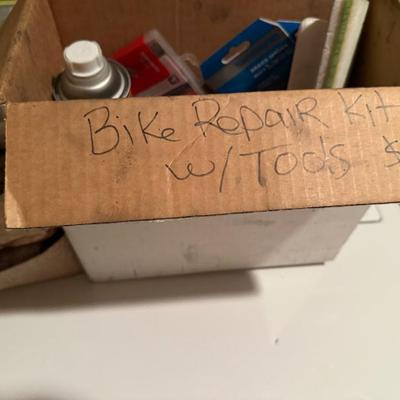 Bike Repair Kit
w/ Tools $